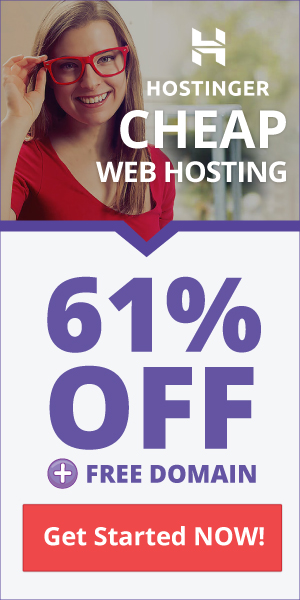 HOSTINGER
CHEAP
WEB HOSTING
61%
OFF
+ FREE DOMAIN
Get Started NOW!